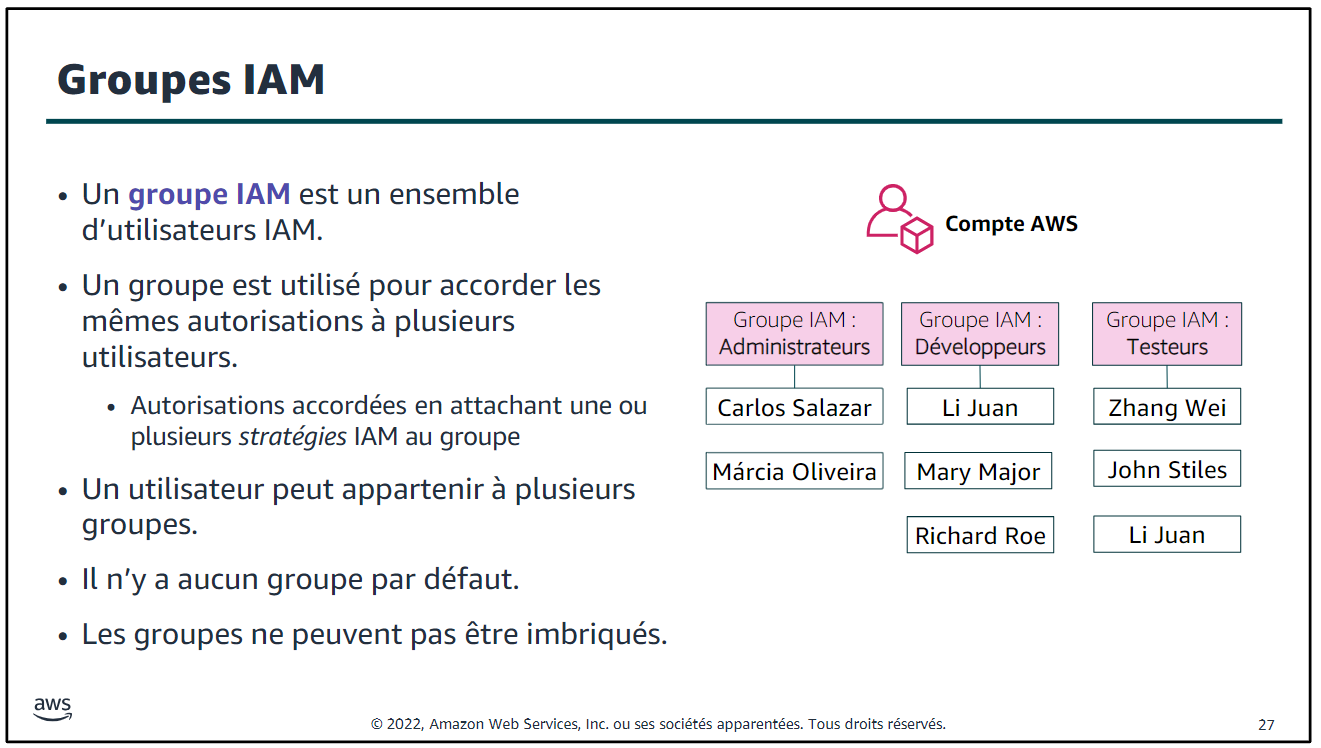 Groupes IAM
• Un groupe IAM est un ensemble
d’utilisateurs IAM.
• Un groupe est utilisé pour accorder les
mêmes autorisations à plusieurs
utilisateurs.
• Autorisations accordées en attachant une ou
plusieurs stratégies IAM au groupe
• Un utilisateur peut appartenir à plusieurs
groupes.
• Il n’y a aucun groupe par défaut.
• Les groupes ne peuvent pas être imbriqués.
Compte AWS
Groupe IAM :
Administrateurs
Carlos Salazar
Márcia Oliveira
Groupe IAM :
Développeurs
Li Juan
Mary Major
Richard Roe
Groupe IAM :
Testeurs
Zhang Wei
John Stiles
Li Juan
aws
© 2022, Amazon Web Services, Inc. ou ses sociétés apparentées. Tous droits réservés.
27